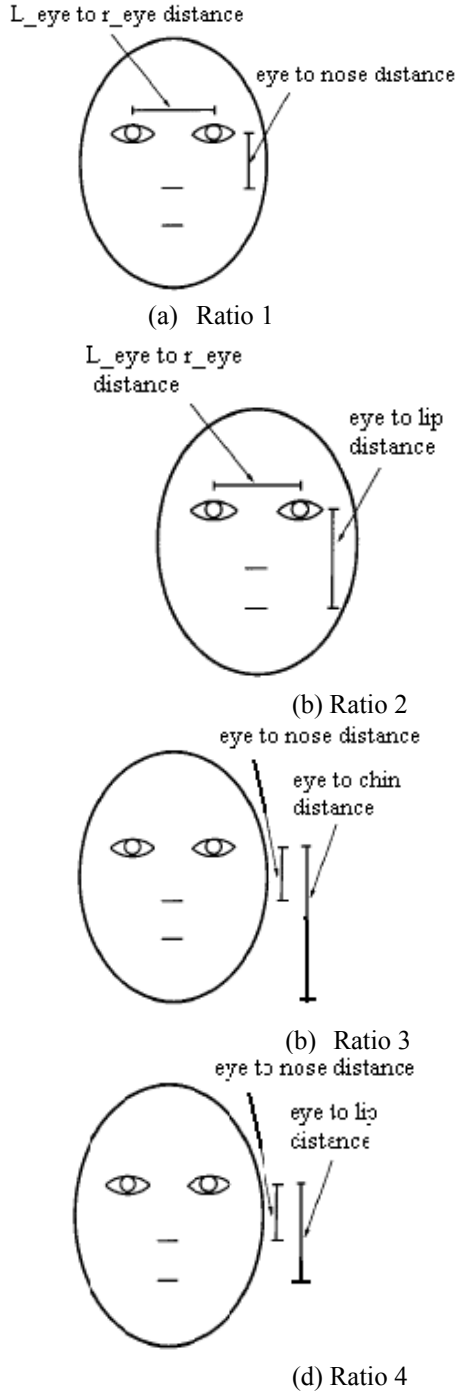 L_eye to r_eye distance
eye to nose distance
(a) Ratio 1
L_eye to r_eye
distance
eye to lip
distance
(b) Ratio 2
eye to nose distance
eye to chin
distance
(b) Ratio 3
eye to nose distance
eye to lip
distance
(d) Ratio 4